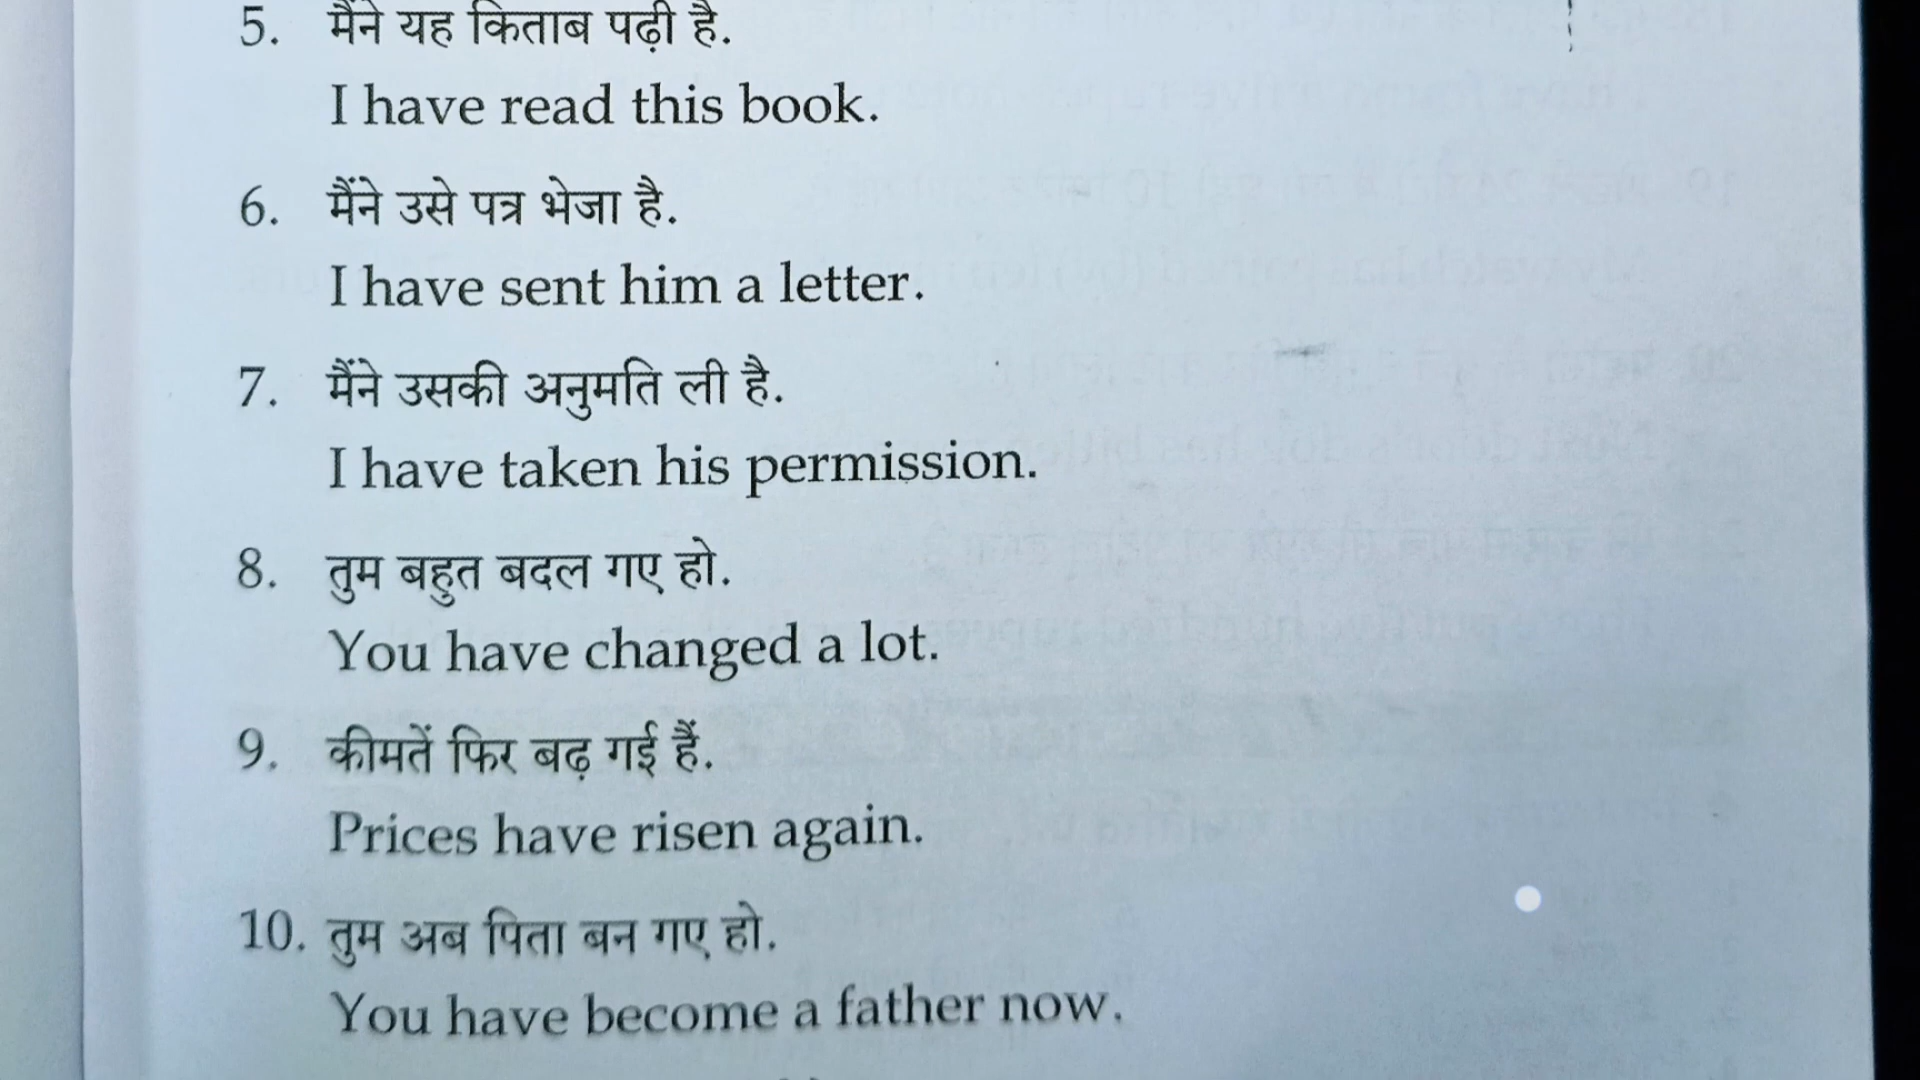 5. मैंने यह किताब पढ़ी है.
I have read this book.
6. मैंने उसे पत्र भेजा है.
I have sent him a letter.
7. मैंने उसकी अनुमति ली है.
I have taken his permission.
8. तुम बहुत बदल गए हो.
You have changed a lot.
9. कीमतें फिर बढ़ गई हैं.
Prices have risen again.
10. तुम अब पिता बन गए हो.
You have become a father now.